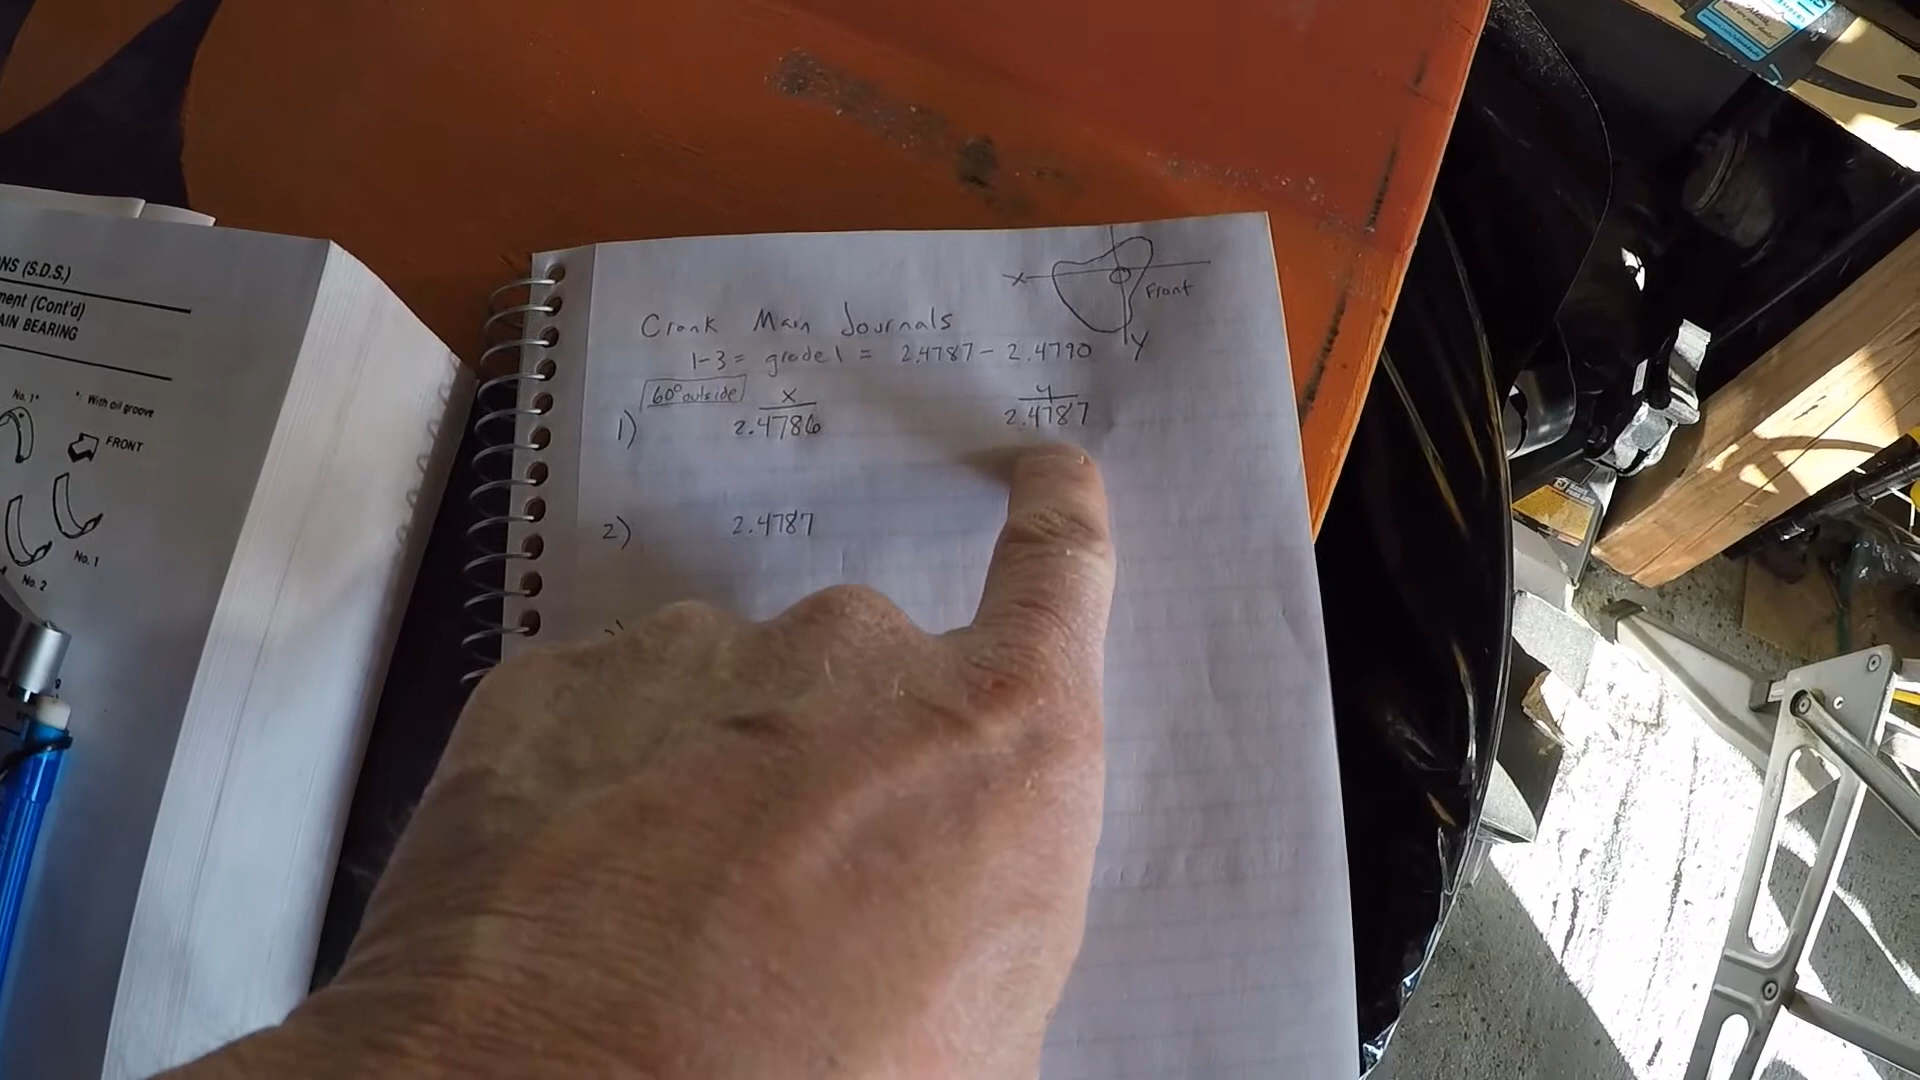 NS (S.D.S.)
ment (Cont'd)
AIN BEARING
No. 1*
*: With oil groove
FRONT
No. 1
No. 2
X
Front
Y
Crank Main Journals
1-3 = grade 1 = 2.4787 - 2.4790
60° outside
x
y
1) 2.4786 2.4787
2) 2.4787